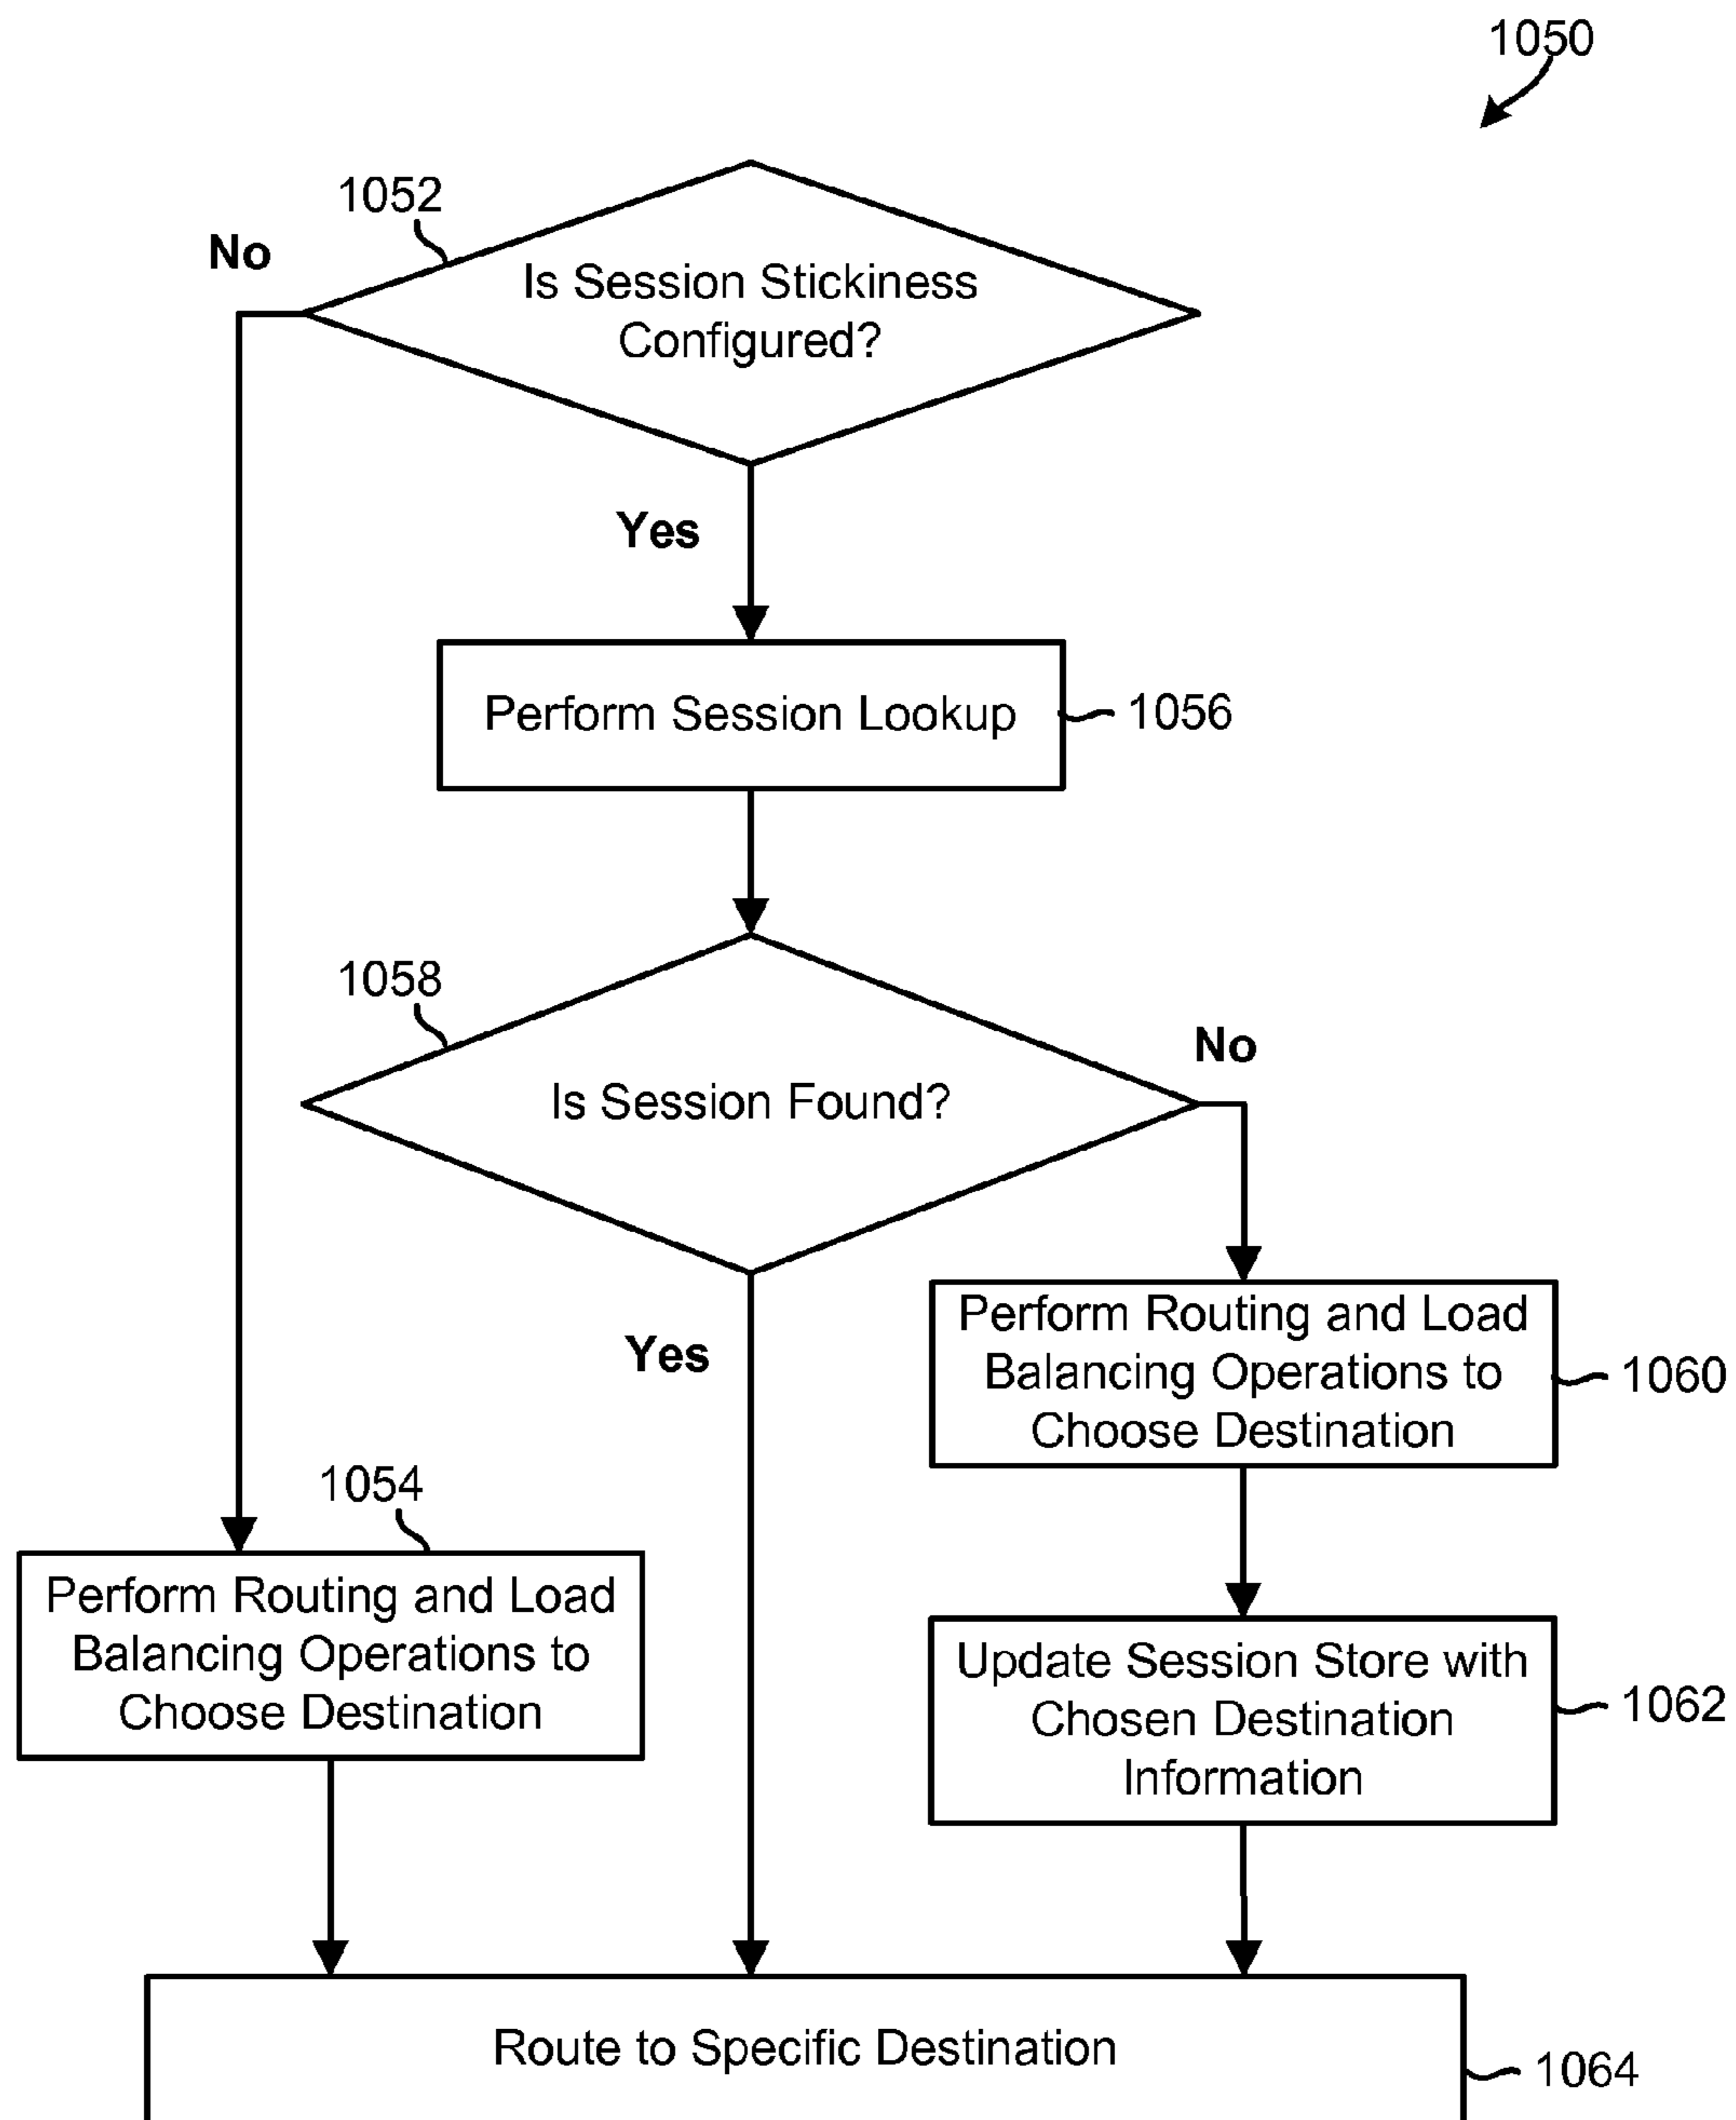 1050
1052
No
Is Session Stickiness
Configured?
Yes
Perform Session Lookup
1056
1058
No
Is Session Found?
Yes
Perform Routing and Load
Balancing Operations to
Choose Destination
1060
1054
Perform Routing and Load
Balancing Operations to
Choose Destination
Update Session Store with
Chosen Destination
Information
1062
Route to Specific Destination
1064